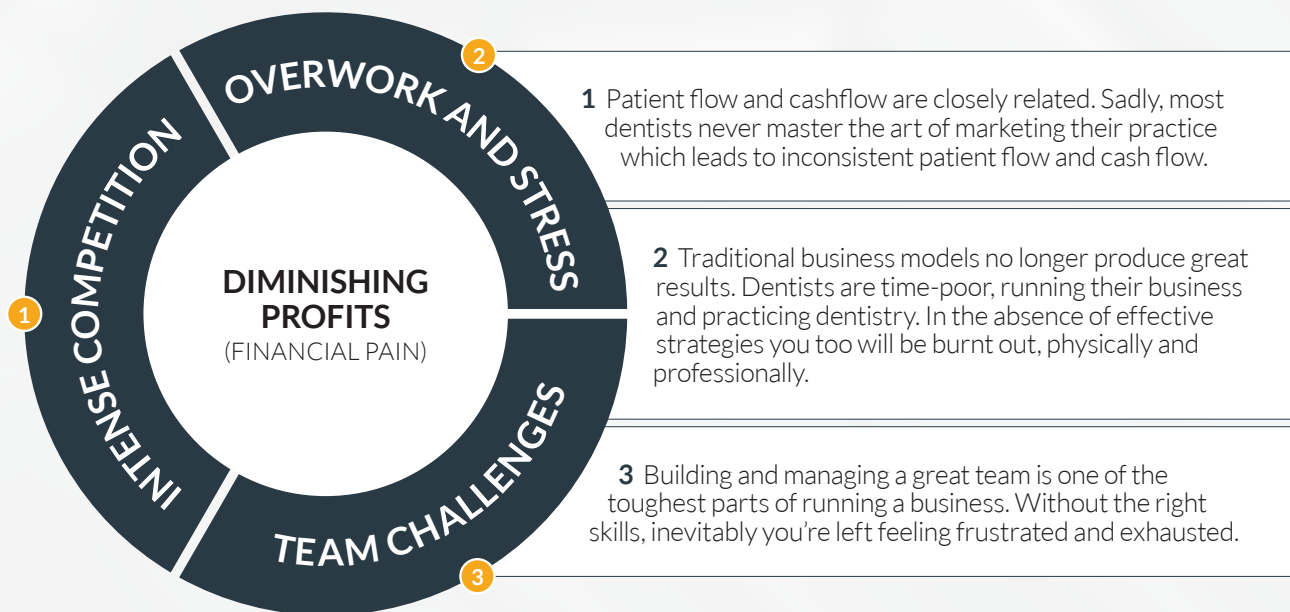 INTENSE COMPETITION
1
OVERWORK AND STRESS
2
TEAM CHALLENGES
3
DIMINISHING
PROFITS
(FINANCIAL PAIN)
1 Patient flow and cashflow are closely related. Sadly, most
dentists never master the art of marketing their practice
which leads to inconsistent patient flow and cash flow.
2 Traditional business models no longer produce great
results. Dentists are time-poor, running their business
and practicing dentistry. In the absence of effective
strategies you too will be burnt out, physically and
professionally.
3 Building and managing a great team is one of the
toughest parts of running a business. Without the right
skills, inevitably you’re left feeling frustrated and exhausted.